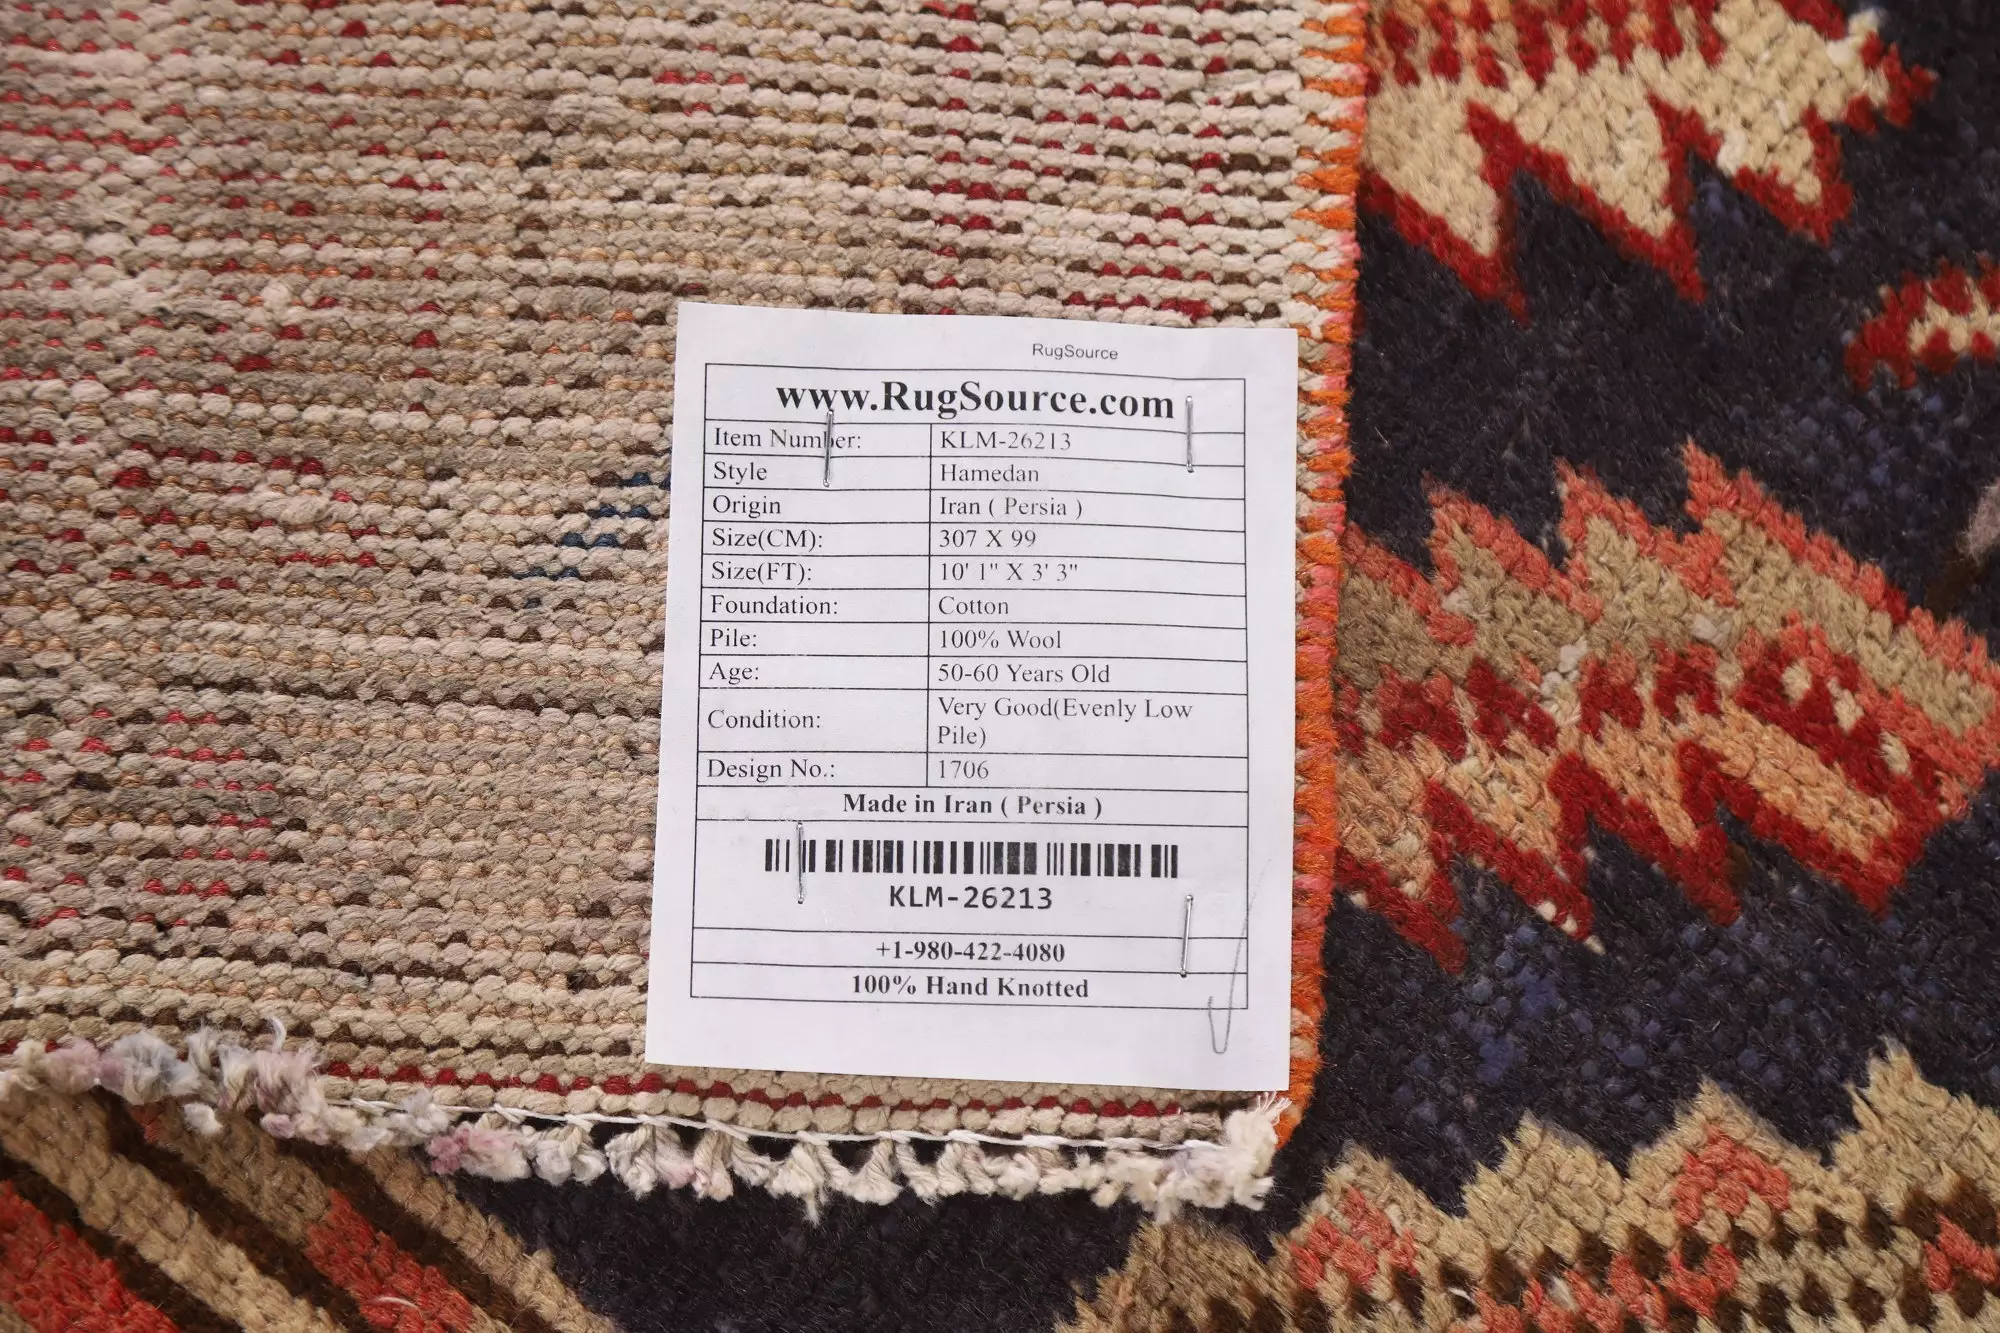 RugSource
www.RugSource.com
Item Number: KLM-26213
Style Hamedan
Origin Iran ( Persia )
Size(CM): 307 X 99
Size(FT): 10' 1" X 3' 3"
Foundation: Cotton
Pile: 100% Wool
Age: 50-60 Years Old
Condition: Very Good(Evenly Low
Pile)
Design No.: 1706
Made in Iran ( Persia )
KLM-26213
+1-980-422-4080
100% Hand Knotted